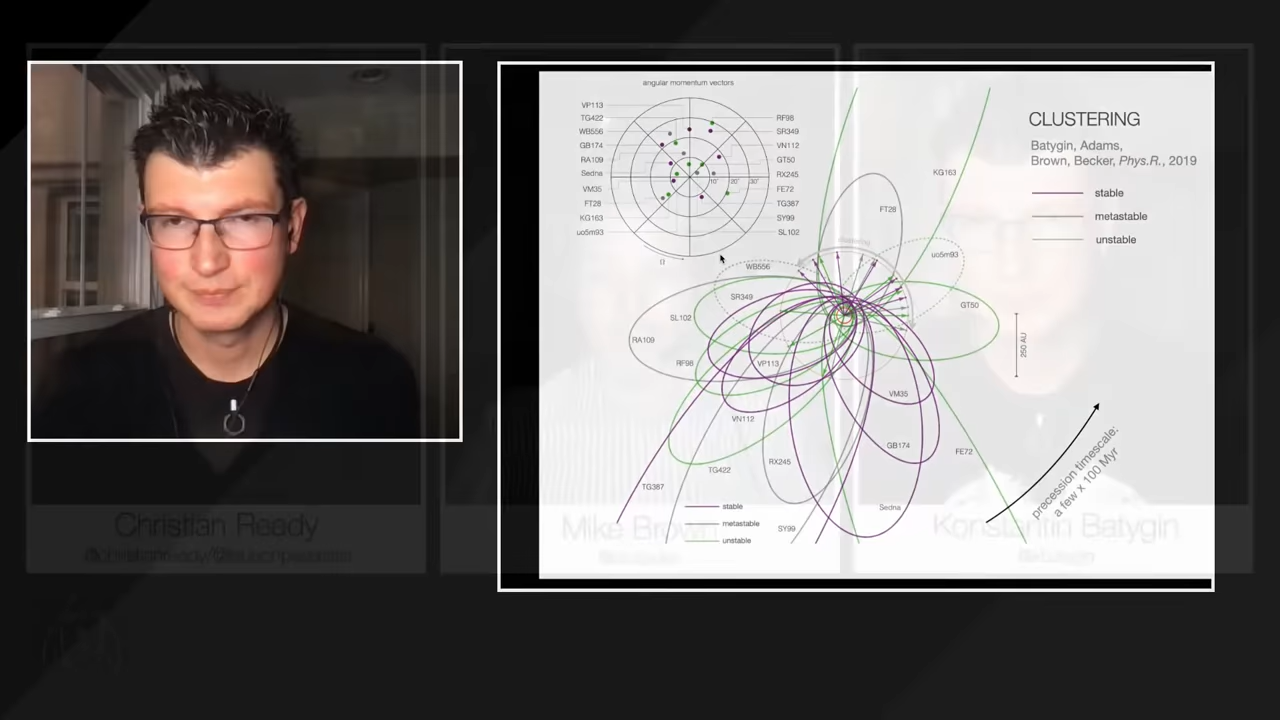 angular momentum vectors
VP113
TG422
WB556
GB174
RA109
Sedna
VM35
FT28
KG163
uo5m93
RF98
SR349
VN112
GT50
RX245
FE72
TG387
SY99
SL102
10°
20°
30°
Ω
CLUSTERING
Batygin, Adams,
Brown, Becker, Phys.R., 2019
stable
metastable
unstable
KG163
FT28
uo5m93
WB556
SR349
SL102
RA109
RF98
VP113
GT50
250 AU
VM35
VN112
GB174
FE72
TG422
RX245
TG387
Sedna
SY99
stable
metastable
unstable
precession timescale:
a few x 100 Myr
Christian Ready
Mike Brown
Konstantin Batygin